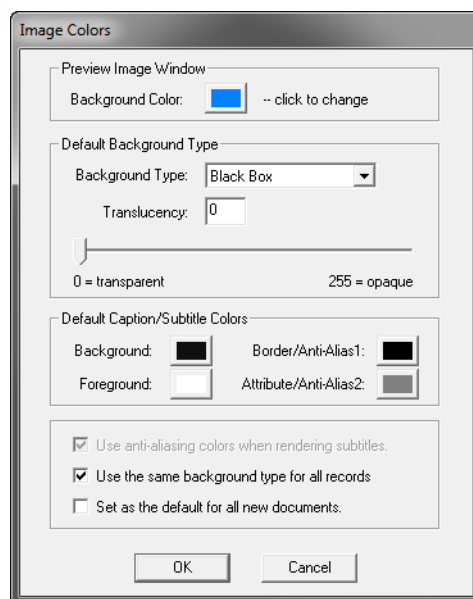 Image Colors
Preview Image Window
Background Color: -- click to change
Default Background Type
Background Type: Black Box
Translucency: 0
0 = transparent 255 = opaque
Default Caption/Subtitle Colors
Background: Border/Anti-Alias1:
Foreground: Attribute/Anti-Alias2:
Use anti-aliasing colors when rendering subtitles.
Use the same background type for all records
Set as the default for all new documents.
OK Cancel